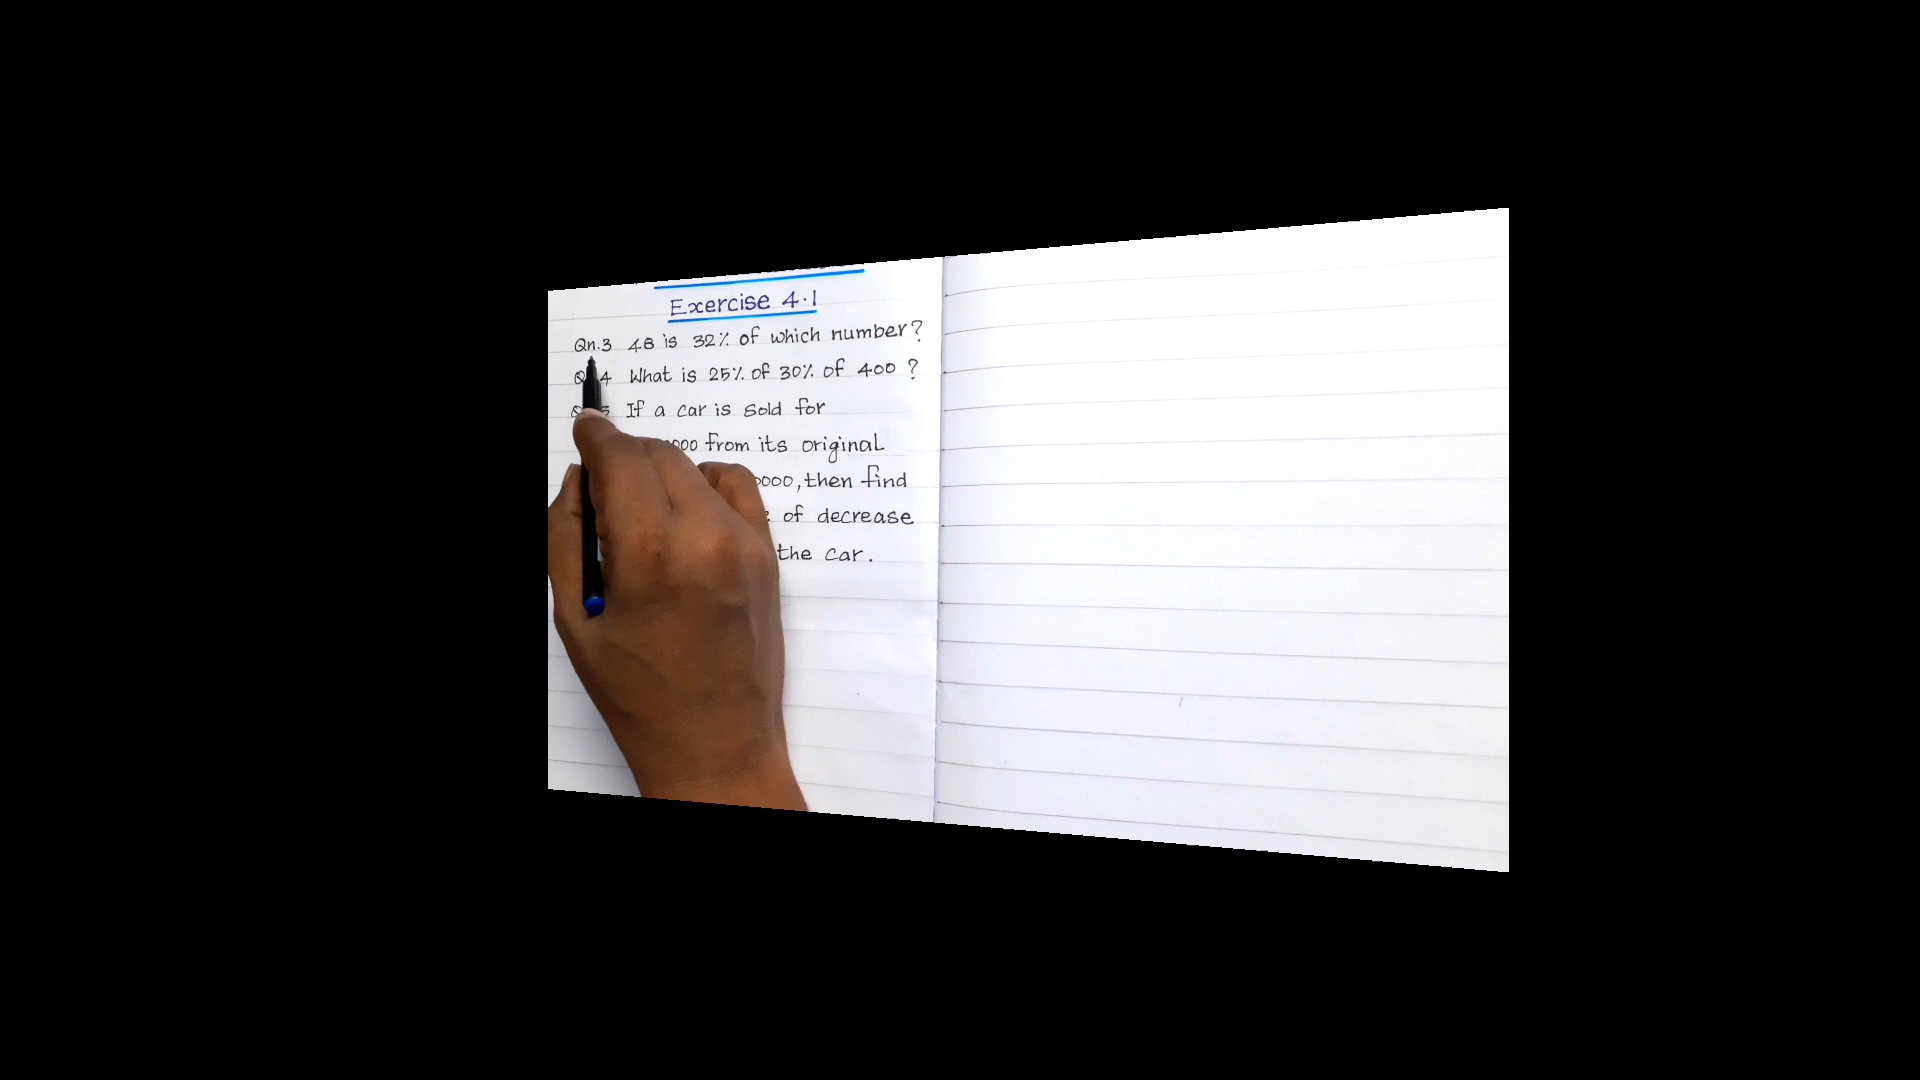 Exercise 4.1
Qn.3 48 is 32% of which number?
4 What is 25% of 30% of 400 ?
5 If a car is sold for
from its original
then find
of decrease
the car.